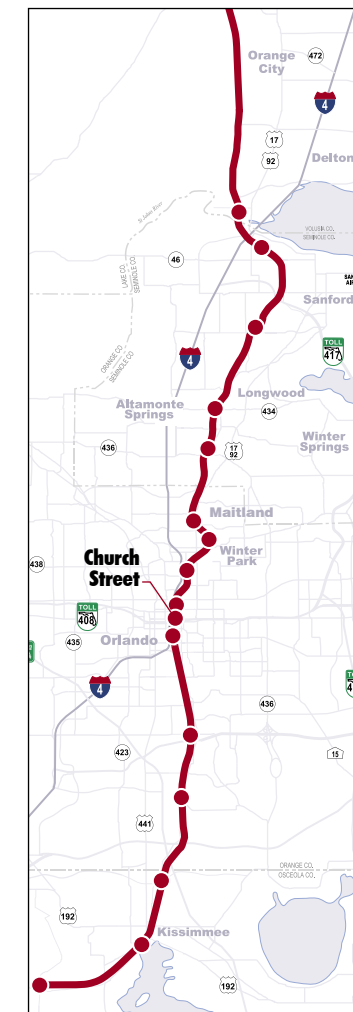 Orange
City
472
4
17
92
Delton
St Johns River
VOLUSIA CO.
SEMINOLE CO.
46
LAKE CO.
SEMINOLE CO.
SAN
AIR
Sanford
TOLL
417
ORANGE CO.
SEMINOLE CO.
4
Longwood
Altamonte
Springs
434
436
17
92
Winter
Springs
Maitland
Winter
Park
438
Church
Street
TOLL
408
435
Orlando
4
TOLL
436
423
15
441
ORANGE CO.
OSCEOLA CO.
192
Kissimmee
192